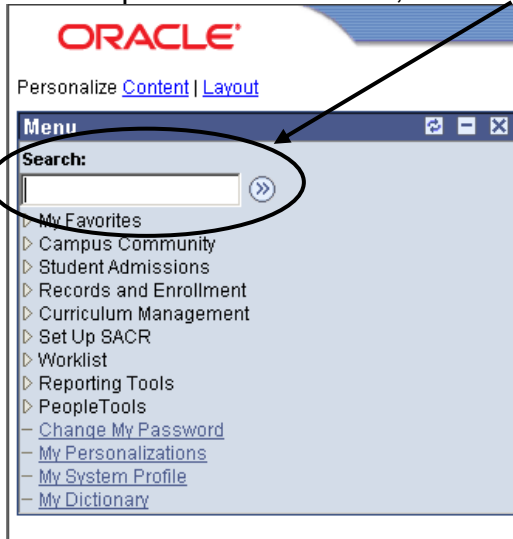 ORACLE
Personalize Content | Layout
Menu
Search:
My Favorites
Campus Community
Student Admissions
Records and Enrollment
Curriculum Management
Set Up SACR
Worklist
Reporting Tools
PeopleTools
Change My Password
My Personalizations
My System Profile
My Dictionary